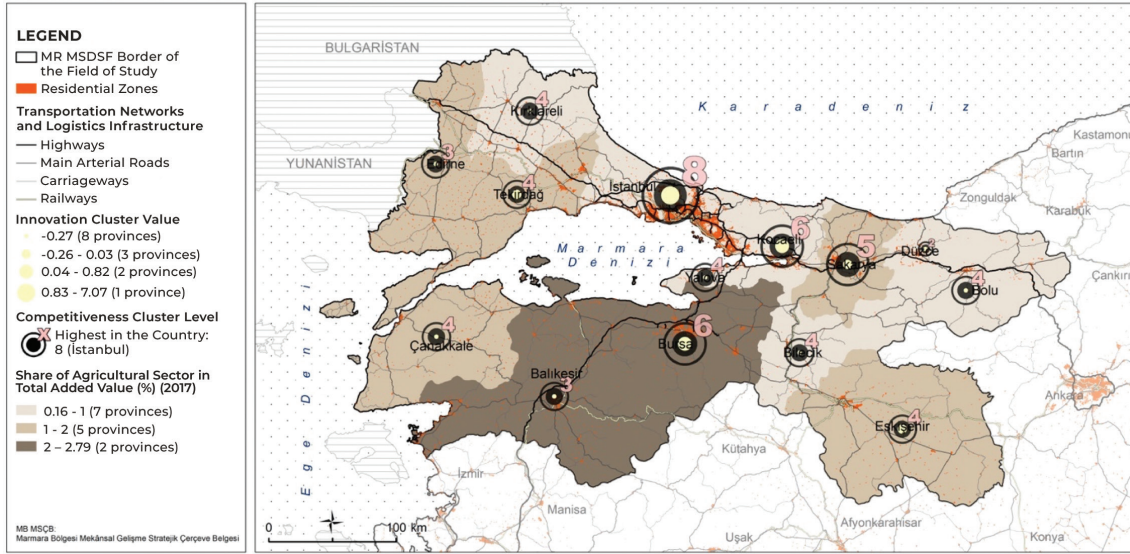 LEGEND
MR MSDSF Border of
the Field of Study
Residential Zones
Transportation Networks
and Logistics Infrastructure
Highways
Main Arterial Roads
Carriageways
Railways
Innovation Cluster Value
-0.27 (8 provinces)
-0.26 - 0.03 (3 provinces)
0.04 - 0.82 (2 provinces)
0.83 - 7.07 (1 province)
Competitiveness Cluster Level
X
Highest in the Country:
8 (İstanbul)
Share of Agricultural Sector in
Total Added Value (%) (2017)
0.16 - 1 (7 provinces)
1 - 2 (5 provinces)
2 – 2.79 (2 provinces)
MB MSÇB:
Marmara Bölgesi Mekânsal Gelişme Stratejik Çerçeve Belgesi
BULGARİSTAN
YUNANİSTAN
Karadeniz
Marmara
Denizi
Ege Denizi
4
Kırklareli
3
Edirne
4
Tekirdağ
8
İstanbul
6
Kocaeli
5
Sakarya
2
Düzce
4
Bolu
4
Yalova
6
Bursa
4
Bilecik
4
Çanakkale
Balıkesir
3
4
Eskişehir
Kastamonu
Bartın
Zonguldak
Karabük
Çankırı
Ankara
Kütahya
İzmir
Manisa
Uşak
Afyonkarahisar
Konya
0
100 km